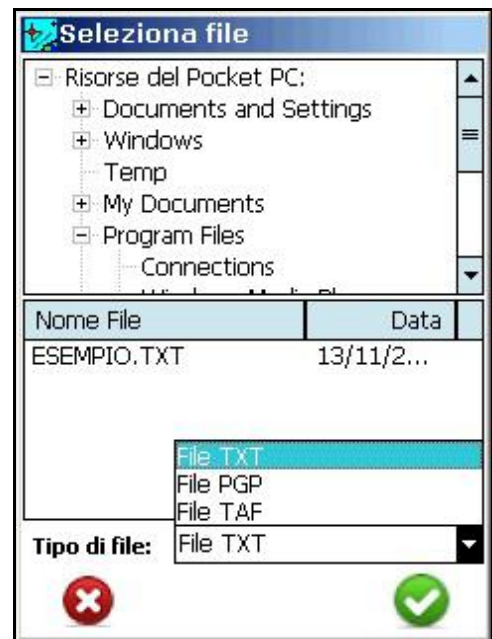 Seleziona file
Risorse del Pocket PC:
Documents and Settings
Windows
Temp
My Documents
Program Files
Connections
Nome File Data
ESEMPIO.TXT 13/11/2...
File TXT
File PGP
File TAF
Tipo di file: File TXT